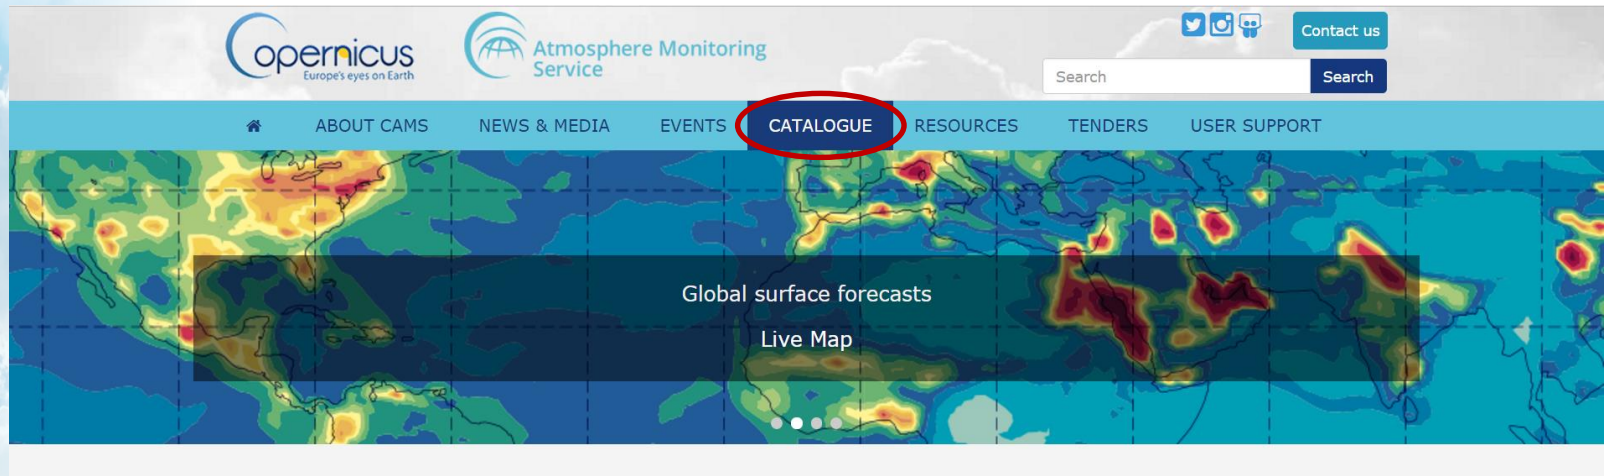 Copernicus
Europe's eyes on Earth
Atmosphere Monitoring
Service
Contact us
Search
Search
ABOUT CAMS
NEWS & MEDIA
EVENTS
CATALOGUE
RESOURCES
TENDERS
USER SUPPORT
Global surface forecasts
Live Map